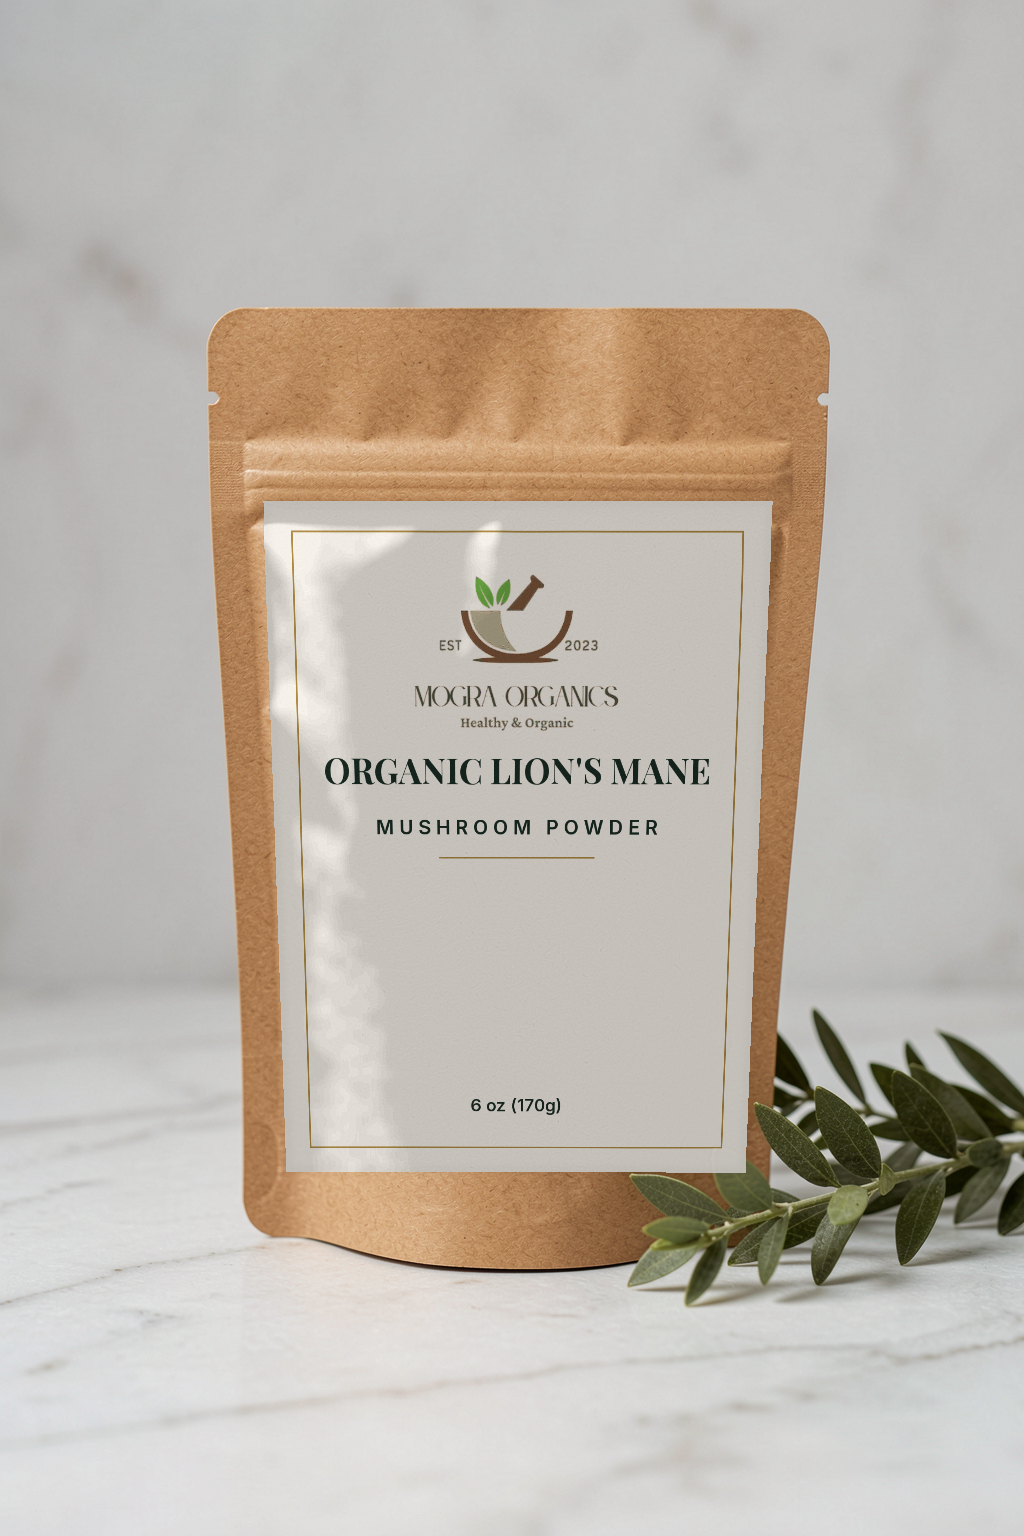 EST 2023
MOGRA ORGANICS
Healthy & Organic
ORGANIC LION'S MANE
MUSHROOM POWDER
6 oz (170g)